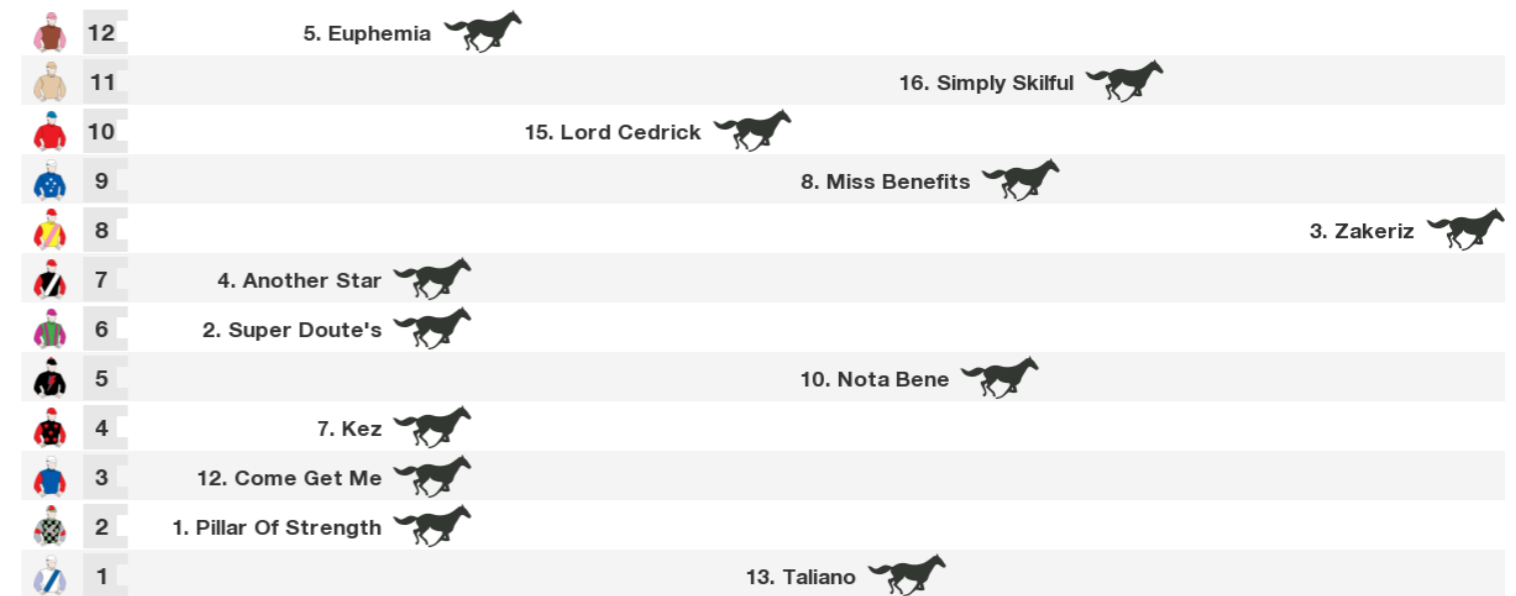 12 5. Euphemia
11 16. Simply Skilful
10 15. Lord Cedrick
9 8. Miss Benefits
8 3. Zakeriz
7 4. Another Star
6 2. Super Doute's
5 10. Nota Bene
4 7. Kez
3 12. Come Get Me
2 1. Pillar Of Strength
1 13. Taliano